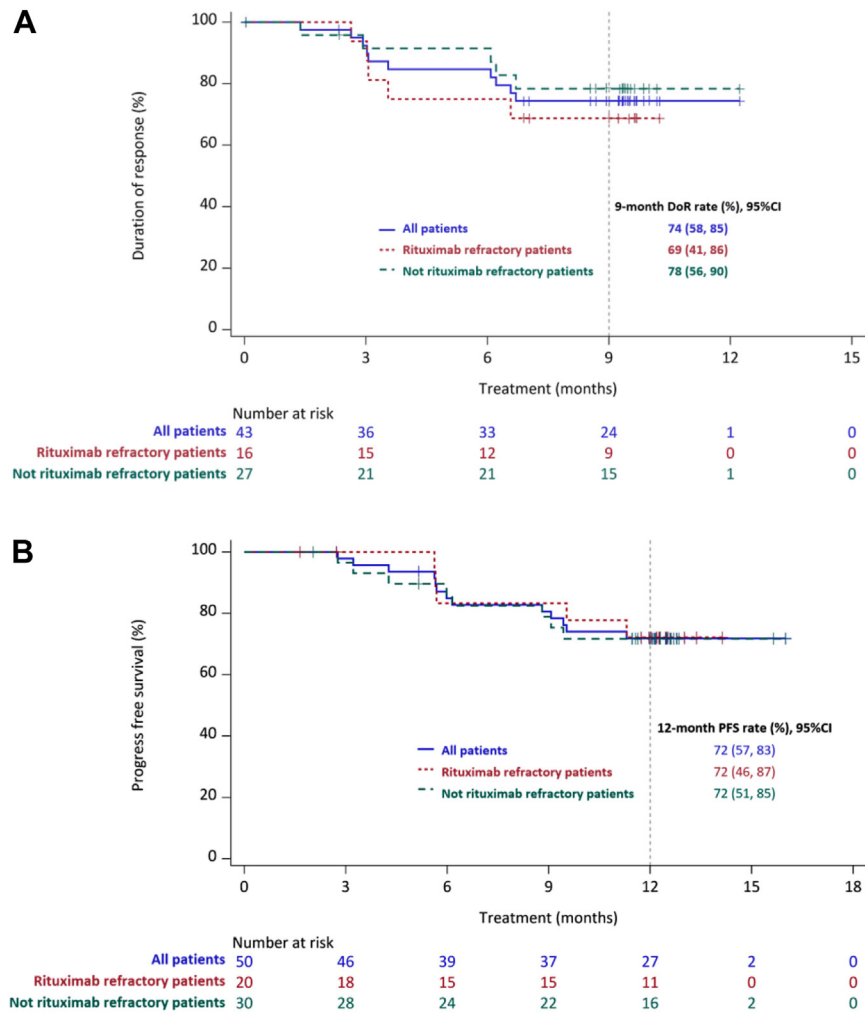 A
100
80
60
40
20
0
Duration of response (%)
9-month DoR rate (%), 95%CI
All patients 74 (58, 85)
Rituximab refractory patients 69 (41, 86)
Not rituximab refractory patients 78 (56, 90)
0 3 6 9 12 15
Treatment (months)
Number at risk
All patients 43 36 33 24 1 0
Rituximab refractory patients 16 15 12 9 0 0
Not rituximab refractory patients 27 21 21 15 1 0
B
100
80
60
40
20
0
Progress free survival (%)
12-month PFS rate (%), 95%CI
All patients 72 (57, 83)
Rituximab refractory patients 72 (46, 87)
Not rituximab refractory patients 72 (51, 85)
0 3 6 9 12 15 18
Treatment (months)
Number at risk
All patients 50 46 39 37 27 2 0
Rituximab refractory patients 20 18 15 15 11 0 0
Not rituximab refractory patients 30 28 24 22 16 2 0